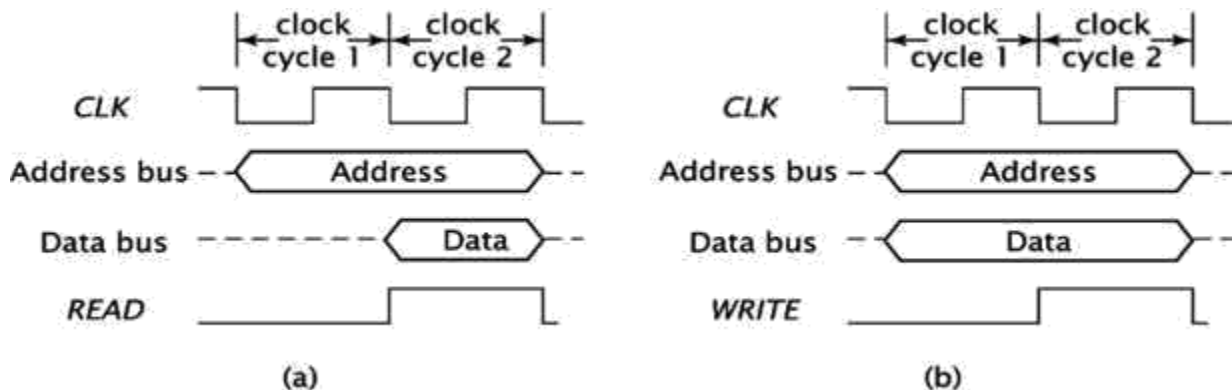 clock clock
cycle 1 cycle 2
CLK
Address bus Address
Data bus Data
READ
(a)
clock clock
cycle 1 cycle 2
CLK
Address bus Address
Data bus Data
WRITE
(b)